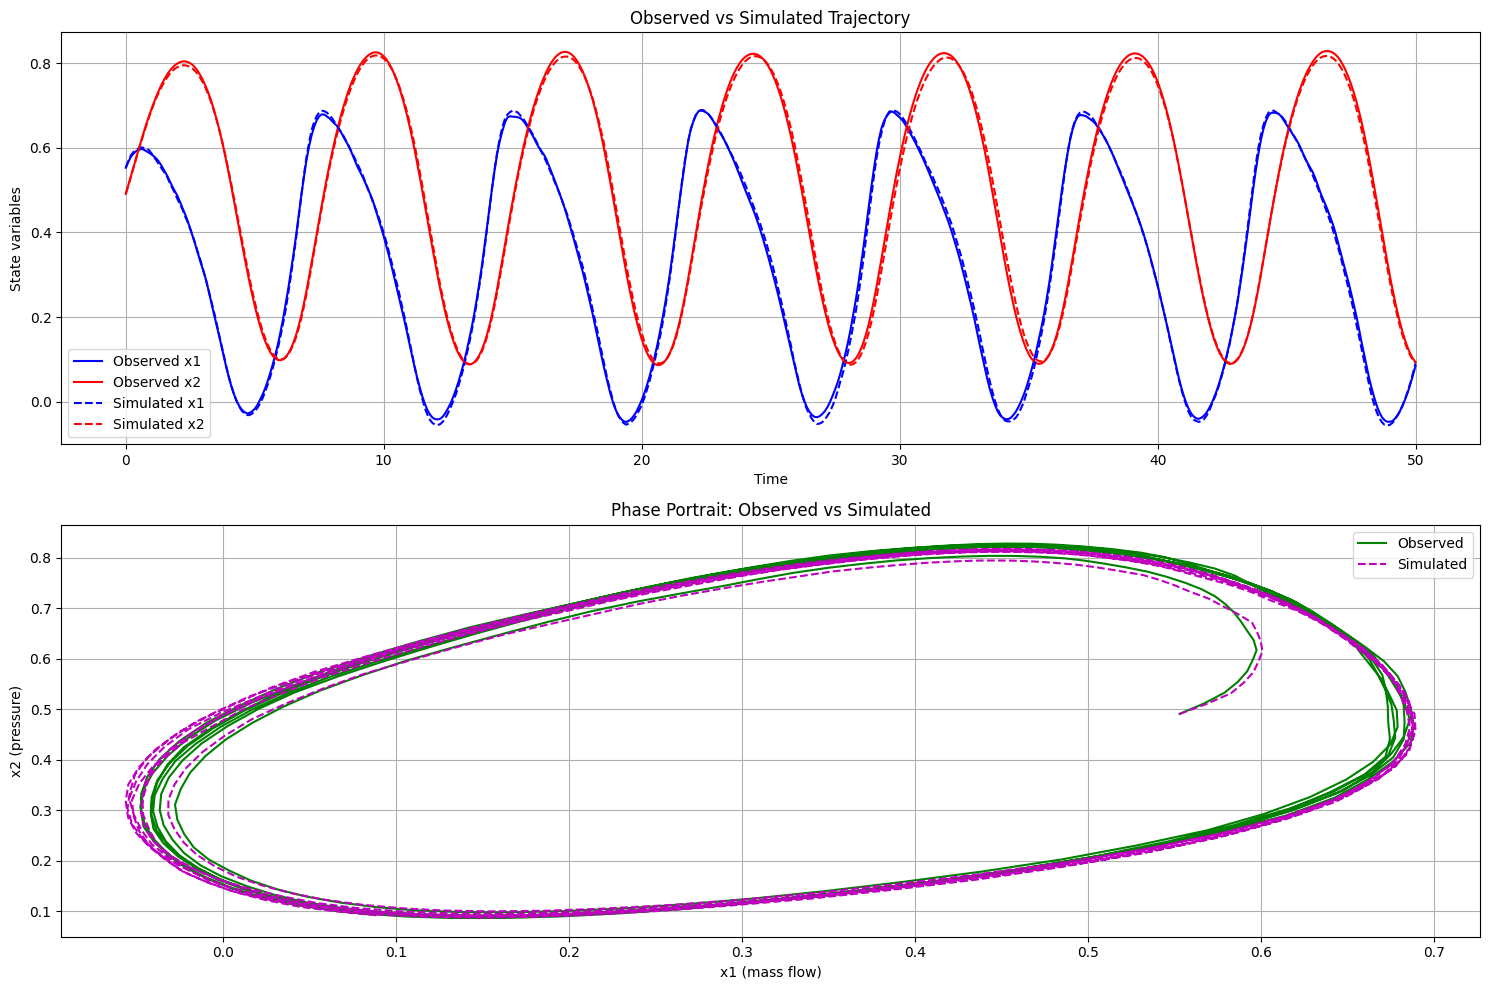 Observed vs Simulated Trajectory
State variables
0.8
0.6
0.4
0.2
0.0
Observed x1
Observed x2
Simulated x1
Simulated x2
0 10 20 30 40 50
Time
Phase Portrait: Observed vs Simulated
x2 (pressure)
0.8
0.7
0.6
0.5
0.4
0.3
0.2
0.1
Observed
Simulated
0.0 0.1 0.2 0.3 0.4 0.5 0.6 0.7
x1 (mass flow)